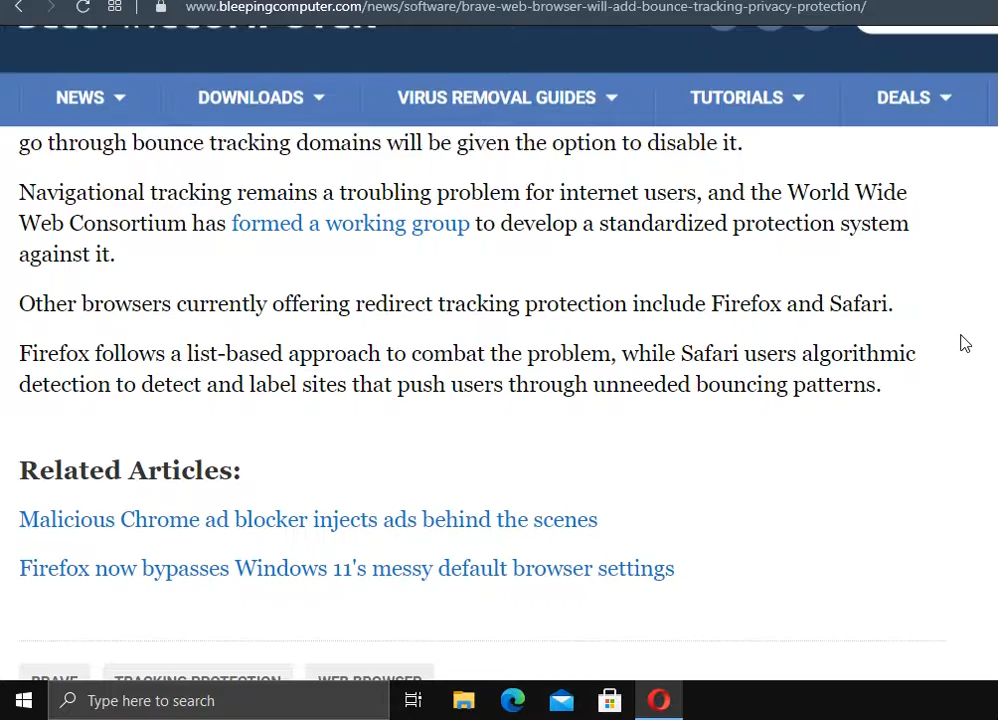 www.bleepingcomputer.com/news/software/brave-web-browser-will-add-bounce-tracking-privacy-protection/
NEWS DOWNLOADS VIRUS REMOVAL GUIDES TUTORIALS DEALS
go through bounce tracking domains will be given the option to disable it.
Navigational tracking remains a troubling problem for internet users, and the World Wide
Web Consortium has formed a working group to develop a standardized protection system
against it.
Other browsers currently offering redirect tracking protection include Firefox and Safari.
Firefox follows a list-based approach to combat the problem, while Safari users algorithmic
detection to detect and label sites that push users through unneeded bouncing patterns.
Related Articles:
Malicious Chrome ad blocker injects ads behind the scenes
Firefox now bypasses Windows 11's messy default browser settings
BRAVE TRACKING PROTECTION WEB BROWSER
Type here to search